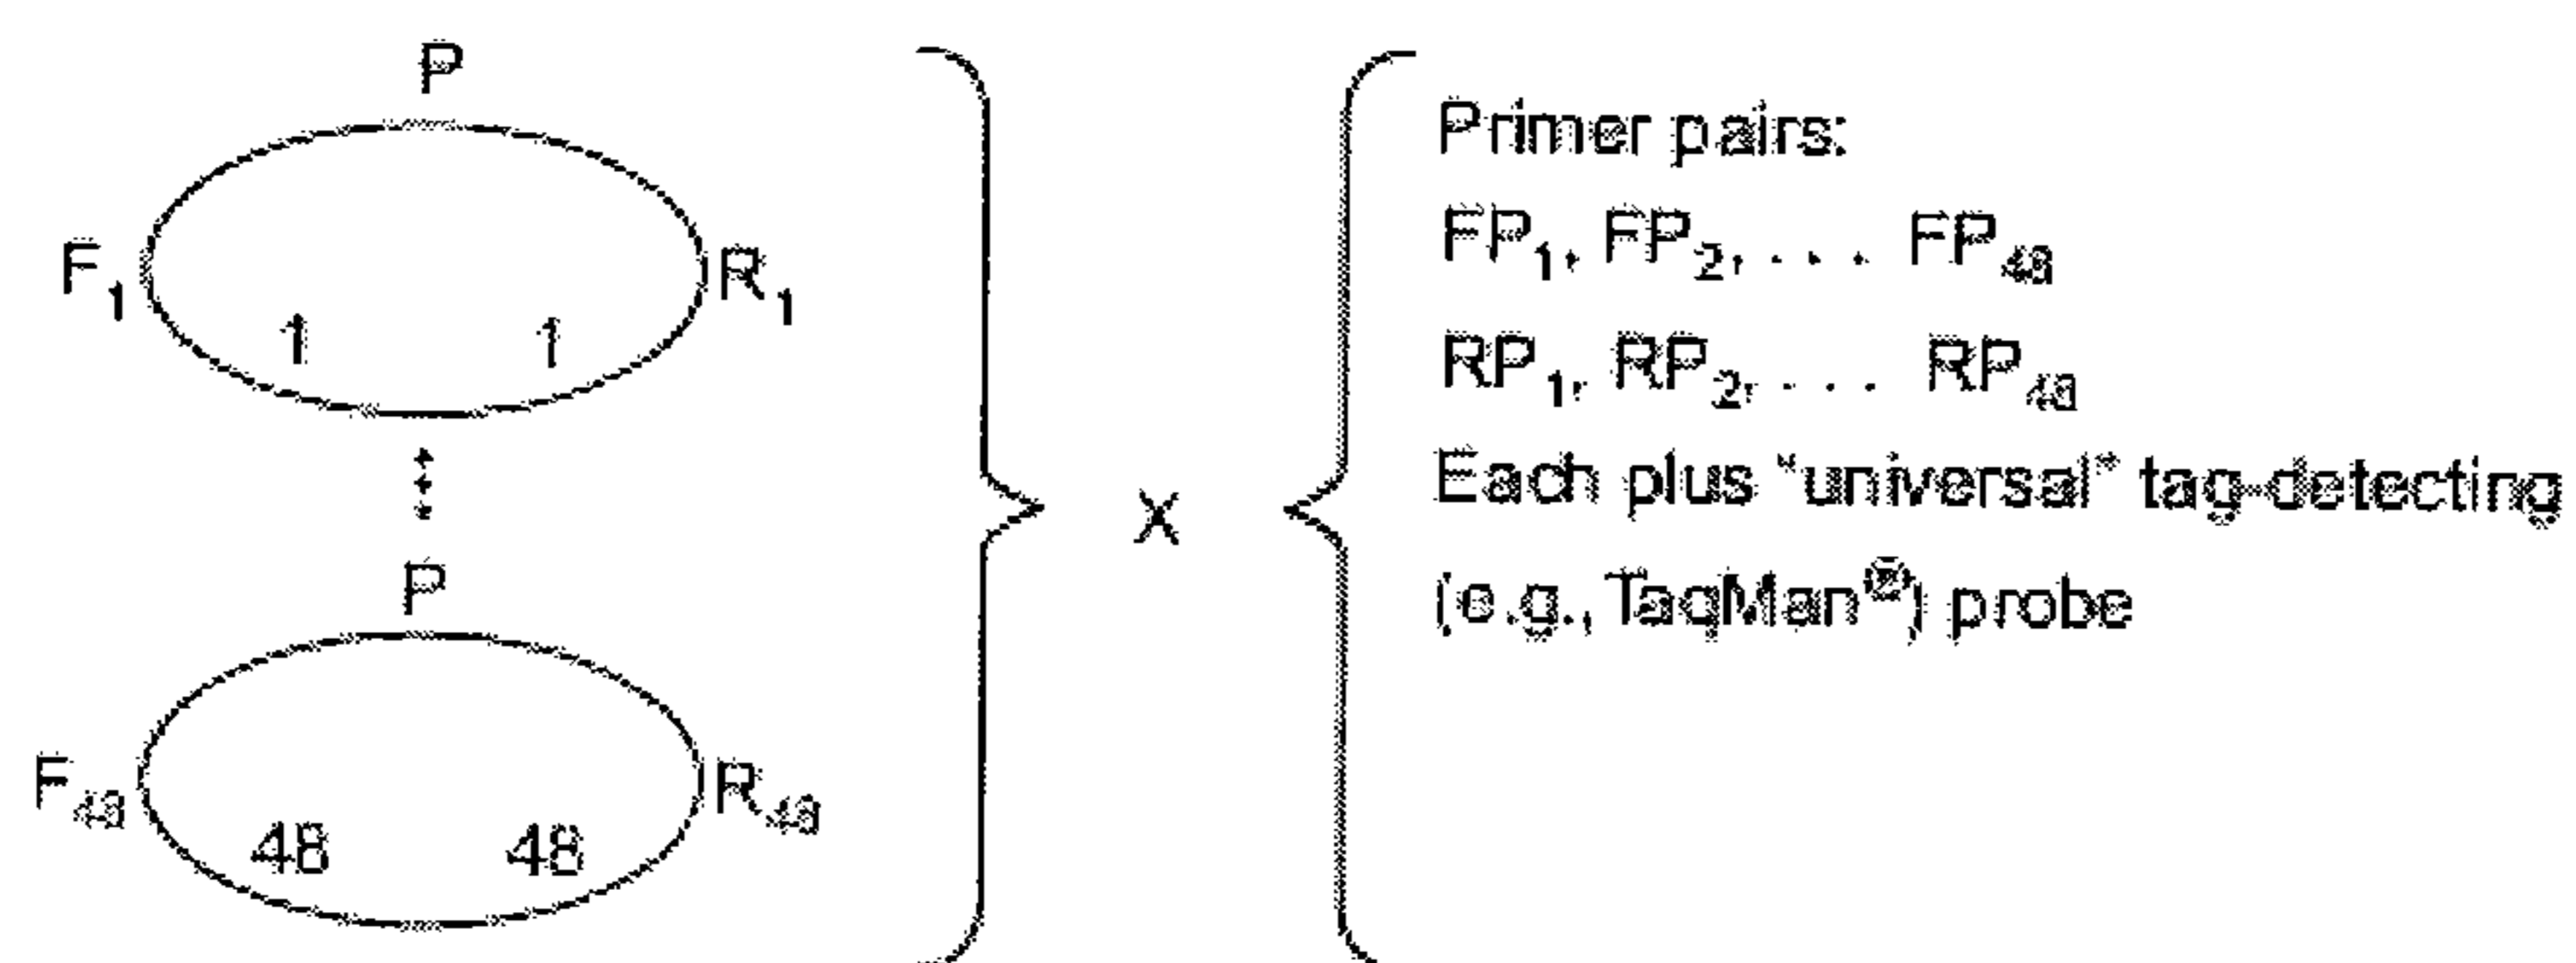 P
F₁ R₁
1 1
P
F₄₈ R₄₈
48 48
X
Primer pairs:
FP₁, FP₂, . . . FP₄₈
RP₁, RP₂, . . . RP₄₈
Each plus "universal" tag-detecting
(e.g., TaqMan®) probe